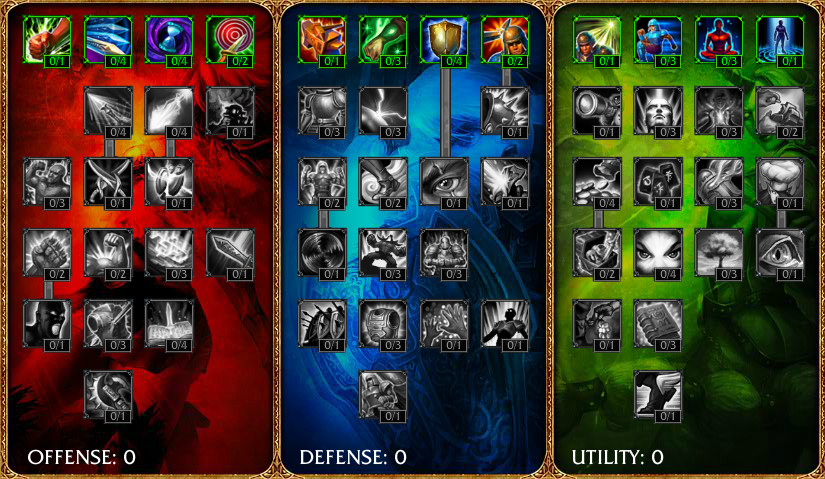 0/1 0/4 0/4 0/2
0/4 0/4 0/1
0/3 0/1 0/1
0/2 0/2 0/3 0/1
0/1 0/3 0/4
0/1
OFFENSE: 0
0/1 0/3 0/4 0/2
0/3 0/3 0/1
0/2 0/2 0/1 0/1
0/1 0/3 0/3
0/1 0/3 0/1 0/1
0/1
DEFENSE: 0
0/1 0/3 0/3 0/1
0/1 0/3 0/1 0/2
0/4 0/1 0/3 0/1
0/2 0/4 0/3 0/1
0/1 0/3
0/1
UTILITY: 0